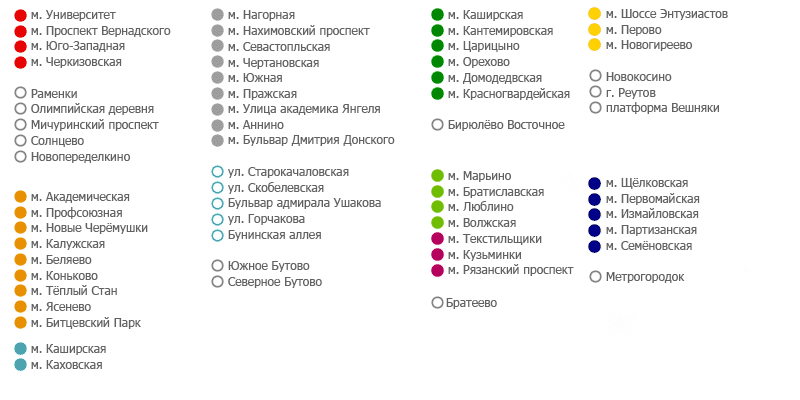 м. Университет
м. Проспект Вернадского
м. Юго-Западная
м. Черкизовская
Раменки
Олимпийская деревня
Мичуринский проспект
Солнцево
Новопеределкино
м. Академическая
м. Профсоюзная
м. Новые Черёмушки
м. Калужская
м. Беляево
м. Коньково
м. Тёплый Стан
м. Ясенево
м. Битцевский Парк
м. Каширская
м. Каховская
м. Нагорная
м. Нахимовский проспект
м. Севастопльская
м. Чертановская
м. Южная
м. Пражская
м. Улица академика Янгеля
м. Аннино
м. Бульвар Дмитрия Донского
ул. Старокачаловская
ул. Скобелевская
Бульвар адмирала Ушакова
ул. Горчакова
Бунинская аллея
Южное Бутово
Северное Бутово
м. Каширская
м. Кантемировская
м. Царицыно
м. Орехово
м. Домодедвская
м. Красногвардейская
Бирюлёво Восточное
м. Марьино
м. Братиславская
м. Люблино
м. Волжская
м. Текстильщики
м. Кузьминки
м. Рязанский проспект
Братеево
м. Шоссе Энтузиастов
м. Перово
м. Новогиреево
Новокосино
г. Реутов
платформа Вешняки
м. Щёлковская
м. Первомайская
м. Измайловская
м. Партизанская
м. Семёновская
Метрогородок